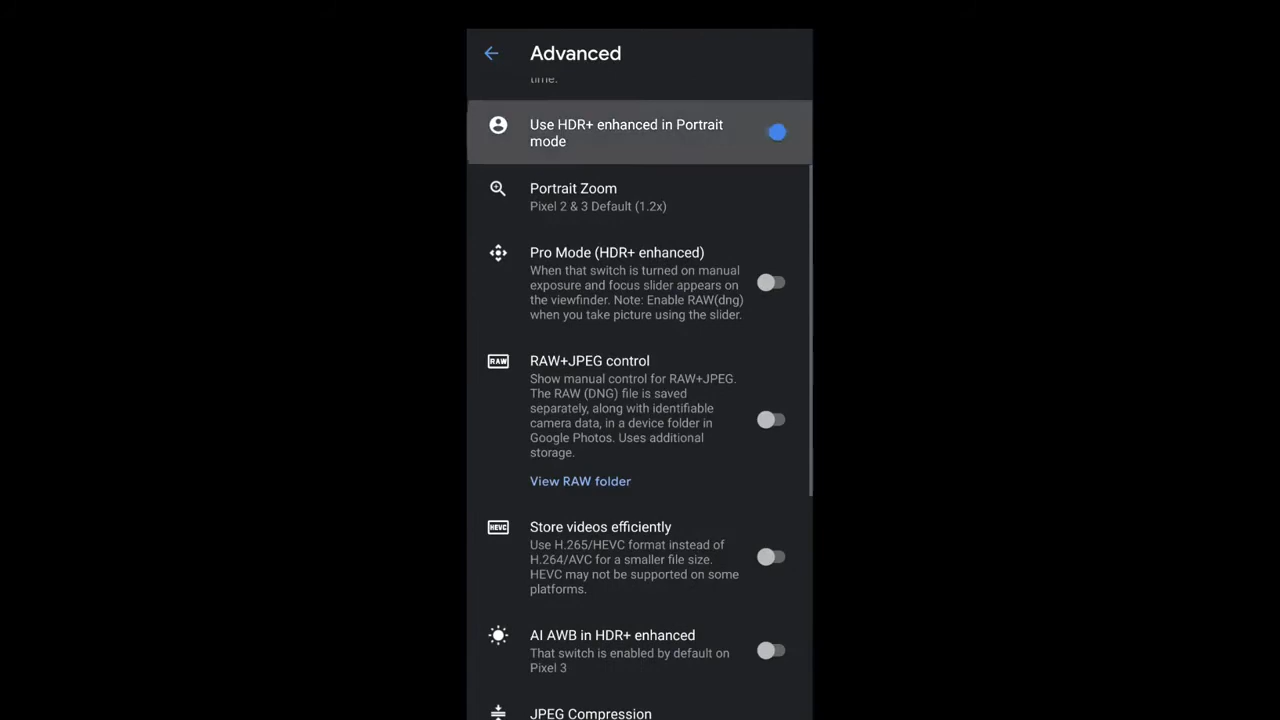 Advanced
time.
Use HDR+ enhanced in Portrait
mode
Portrait Zoom
Pixel 2 & 3 Default (1.2x)
Pro Mode (HDR+ enhanced)
When that switch is turned on manual
exposure and focus slider appears on
the viewfinder. Note: Enable RAW(dng)
when you take picture using the slider.
RAW
RAW+JPEG control
Show manual control for RAW+JPEG.
The RAW (DNG) file is saved
separately, along with identifiable
camera data, in a device folder in
Google Photos. Uses additional
storage.
View RAW folder
HEVC
Store videos efficiently
Use H.265/HEVC format instead of
H.264/AVC for a smaller file size.
HEVC may not be supported on some
platforms.
AI AWB in HDR+ enhanced
That switch is enabled by default on
Pixel 3
JPEG Compression